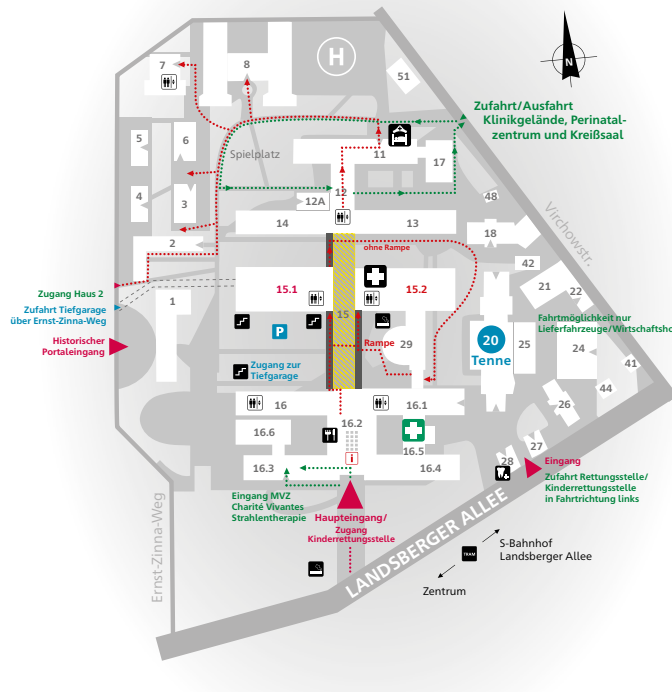 H
N
7
8
51
Zufahrt/Ausfahrt
Klinikgelände, Perinatal-
zentrum und Kreißsaal
5
6
Spielplatz
11
17
4
3
12
12A
48
Virchowstr.
14
13
18
2
ohne Rampe
42
Zugang Haus 2
Zufahrt Tiefgarage
über Ernst-Zinna-Weg
1
15.1
15.2
21
22
15
Historischer
Portaleingang
P
Rampe
29
20
Tenne
25
24
Fahrtmöglichkeit nur
Lieferfahrzeuge/Wirtschaftsho
Zugang zur
Tiefgarage
41
44
16
16.1
26
16.6
16.2
16.5
27
16.3
i
16.4
28
Eingang
Zufahrt Rettungsstelle/
Kinderrettungsstelle
in Fahrtrichtung links
Eingang MVZ
Charité Vivantes
Strahlentherapie
Haupteingang/
Zugang
Kinderrettungsstelle
Ernst-Zinna-Weg
LANDSBERGER ALLEE
TRAM
S-Bahnhof
Landsberger Allee
Zentrum